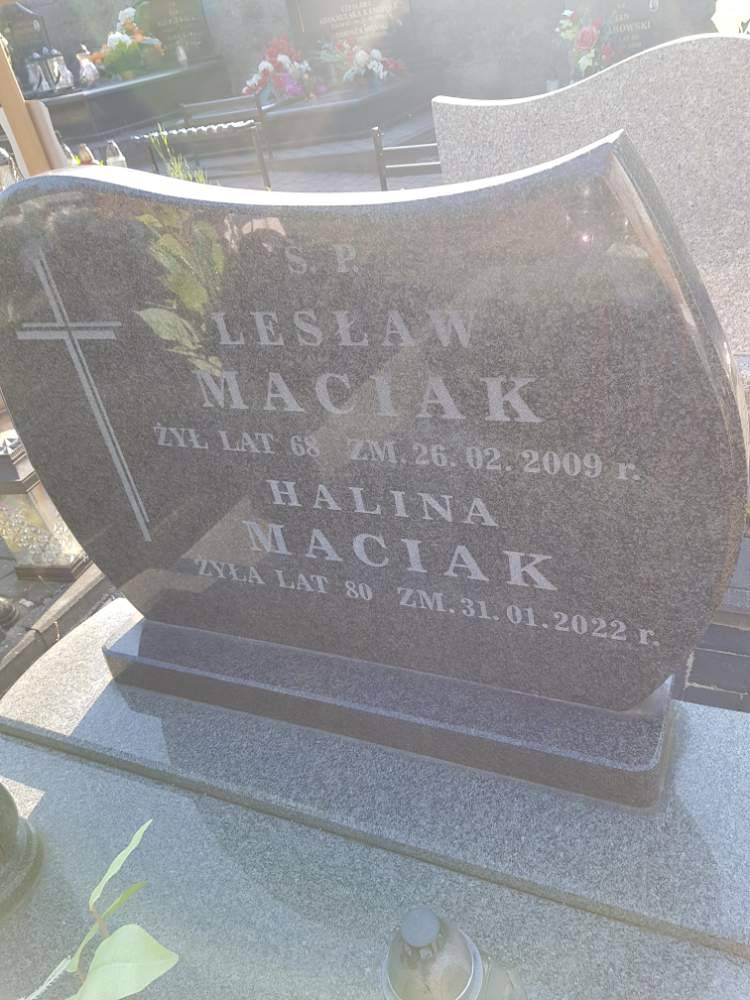 Ś. P.
LESŁAW
MACIAK
ŻYŁ LAT 68 ZM. 26. 02. 2009 r.
HALINA
MACIAK
ŻYŁA LAT 80 ZM. 31. 01. 2022 r.